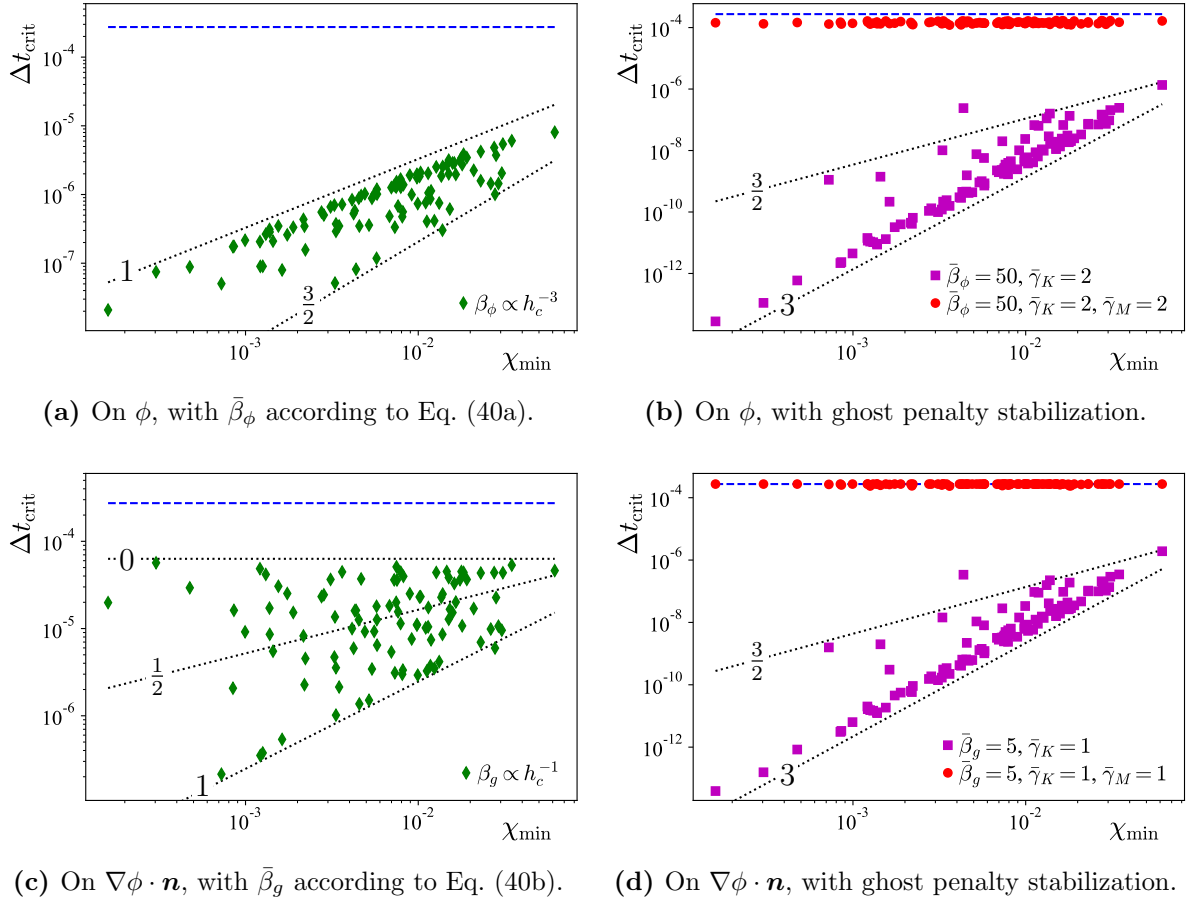 Δt_crit
10⁻⁴
10⁻⁵
10⁻⁶
10⁻⁷
1
3/2
β_ϕ ∝ h_c⁻³
10⁻³
10⁻²
χ_min
(a) On ϕ, with β̄_ϕ according to Eq. (40a).
Δt_crit
10⁻⁴
10⁻⁶
10⁻⁸
10⁻¹⁰
10⁻¹²
3/2
3
β̄_ϕ = 50, γ̄_K = 2
β̄_ϕ = 50, γ̄_K = 2, γ̄_M = 2
10⁻³
10⁻²
χ_min
(b) On ϕ, with ghost penalty stabilization.
Δt_crit
10⁻⁴
10⁻⁵
10⁻⁶
0
1/2
1
β_g ∝ h_c⁻¹
10⁻³
10⁻²
χ_min
(c) On ∇ϕ · n, with β̄_g according to Eq. (40b).
Δt_crit
10⁻⁴
10⁻⁶
10⁻⁸
10⁻¹⁰
10⁻¹²
3/2
3
β̄_g = 5, γ̄_K = 1
β̄_g = 5, γ̄_K = 1, γ̄_M = 1
10⁻³
10⁻²
χ_min
(d) On ∇ϕ · n, with ghost penalty stabilization.